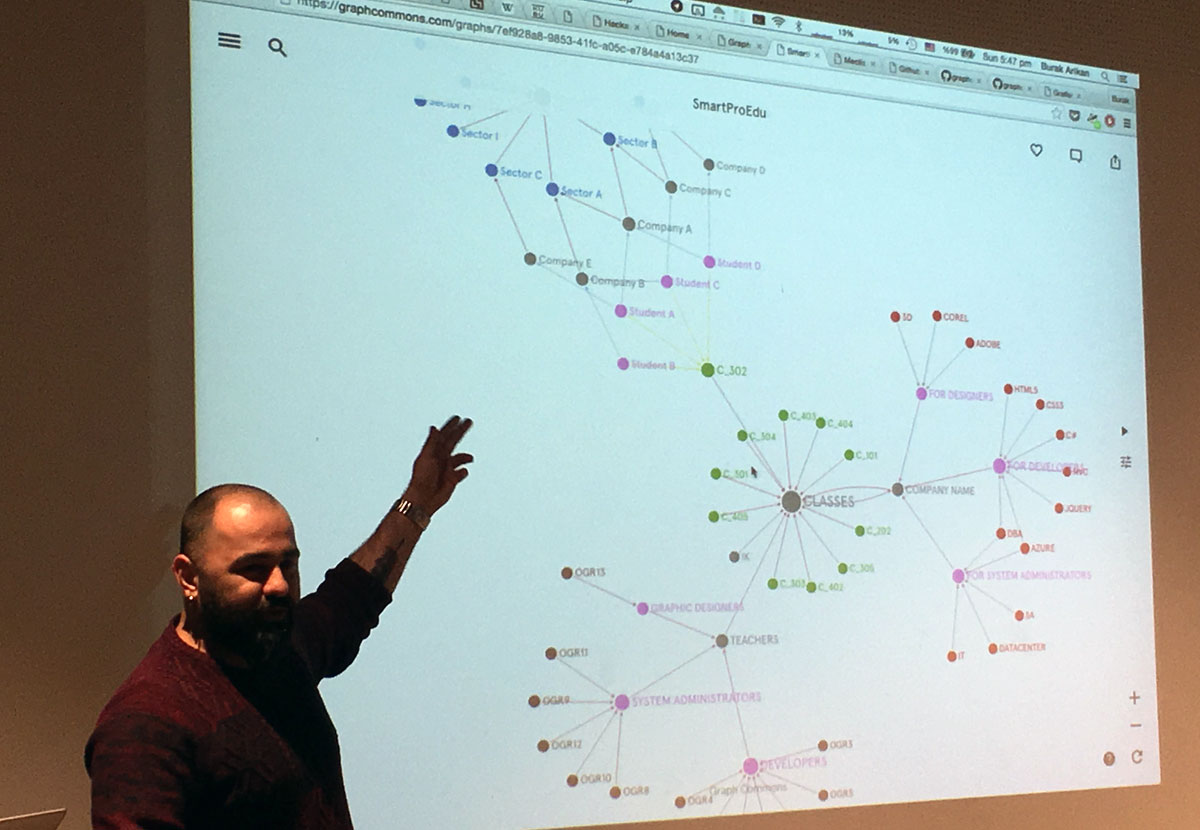 W
Hacke
Home
Graph
Smart
Github
graph
graph
Burak
13%
5%
%99
Sun 5:47 pm
Burak Arikan
https://graphcommons.com/graphs/7ef928a8-9853-41fc-a05c-e784a4a13c37
SmartProEdu
Sector I
Sector B
Company D
Sector C
Company C
Sector A
Company A
Company E
Student D
Company B
Student C
Student A
3D
COREL
ADOBE
Student B
C_302
FOR DESIGNERS
HTML5
CSS3
C_403
C_404
C_304
C#
C_101
C_501
FOR DEVELOPERS
MVC
COMPANY NAME
CLASSES
JQUERY
C_405
C_202
DBA
AZURE
IK
C_305
OGR13
FOR SYSTEM ADMINISTRATORS
C_303
C_402
GRAPHIC DESIGNERS
SA
TEACHERS
DATACENTER
OGR11
IT
OGR9
SYSTEM ADMINISTRATORS
OGR12
OGR3
DEVELOPERS
OGR10
OGR8
Graph Commons
OGR4
OGR5